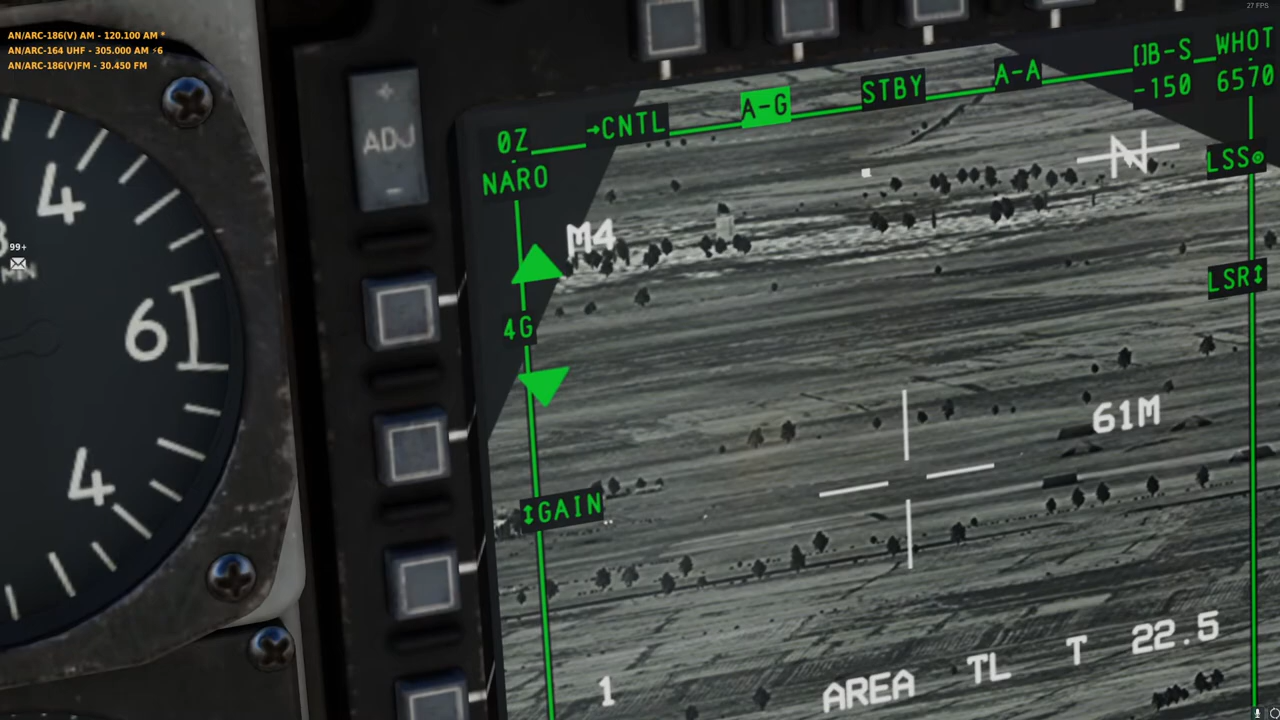 27 FPS
AN/ARC-186(V) AM - 120.100 AM *
AN/ARC-164 UHF - 305.000 AM ⚡6
AN/ARC-186(V)FM - 30.450 FM
ADJ
0Z →CNTL A-G STBY A-A []B-S WHOT
-150 6570
NARO
N
LSS⊙
M4
LSR↕
4G
61M
↕GAIN
1 AREA TL T 22.5
4
6
4
99+